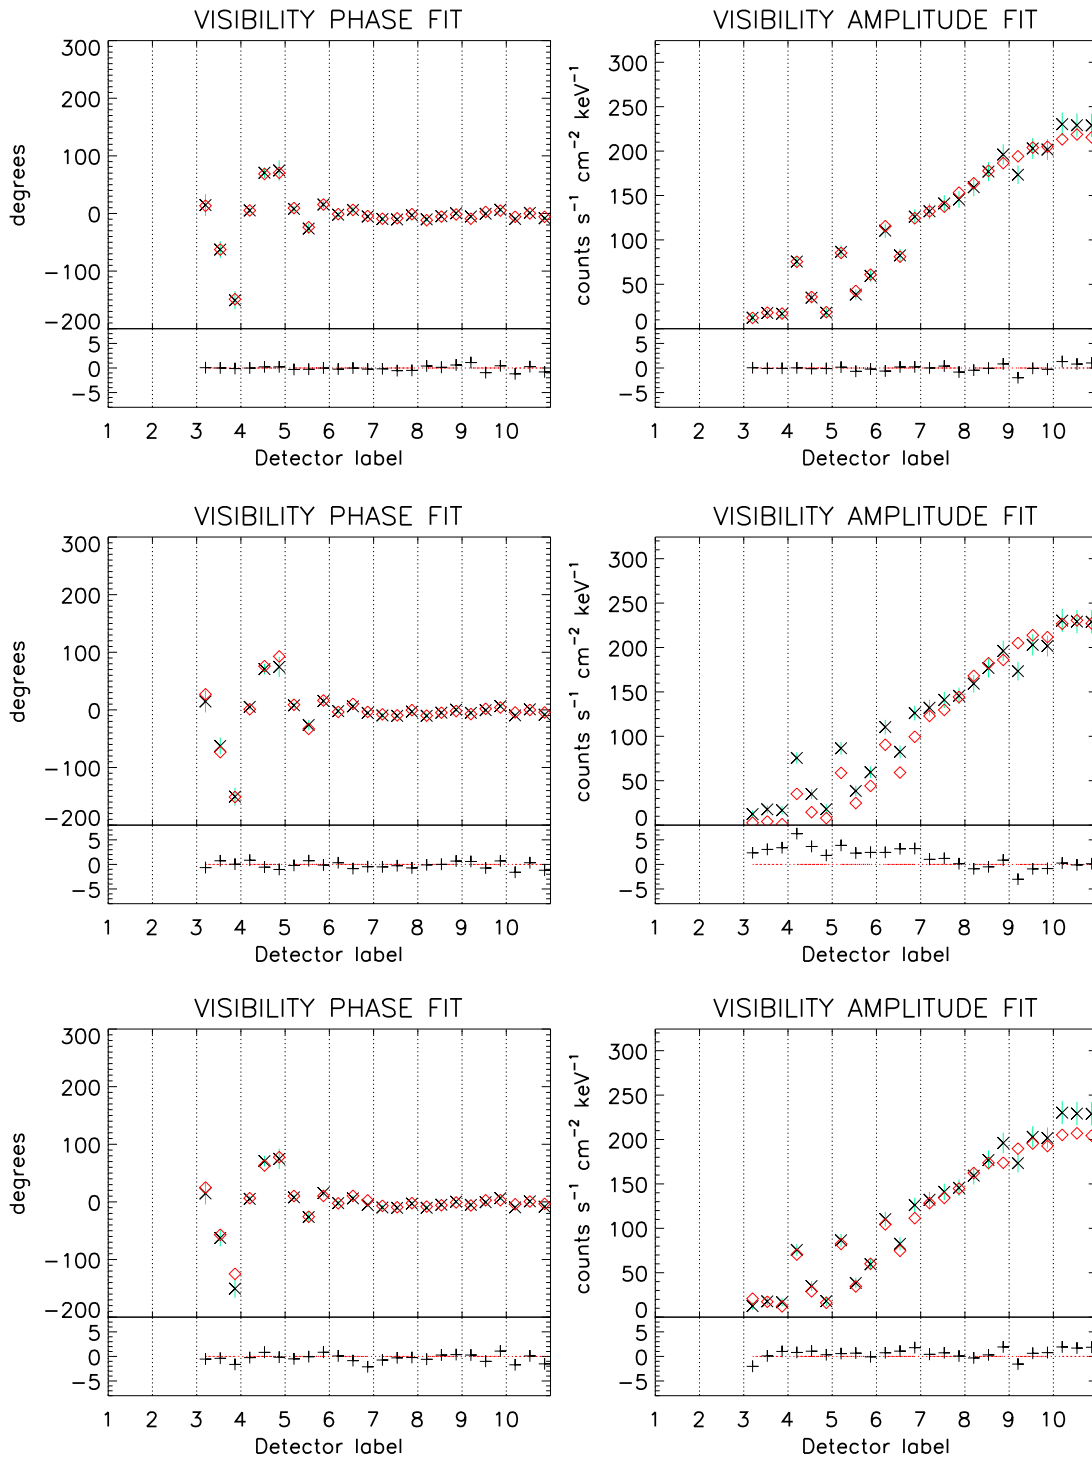 VISIBILITY PHASE FIT VISIBILITY AMPLITUDE FIT
300
200
100
0
−100
−200
5
0
−5
degrees
1 2 3 4 5 6 7 8 9 10
Detector label
300
250
200
150
100
50
0
5
0
−5
counts s⁻¹ cm⁻² keV⁻¹
1 2 3 4 5 6 7 8 9 10
Detector label
VISIBILITY PHASE FIT VISIBILITY AMPLITUDE FIT
300
200
100
0
−100
−200
5
0
−5
degrees
1 2 3 4 5 6 7 8 9 10
Detector label
300
250
200
150
100
50
0
5
0
−5
counts s⁻¹ cm⁻² keV⁻¹
1 2 3 4 5 6 7 8 9 10
Detector label
VISIBILITY PHASE FIT VISIBILITY AMPLITUDE FIT
300
200
100
0
−100
−200
5
0
−5
degrees
1 2 3 4 5 6 7 8 9 10
Detector label
300
250
200
150
100
50
0
5
0
−5
counts s⁻¹ cm⁻² keV⁻¹
1 2 3 4 5 6 7 8 9 10
Detector label